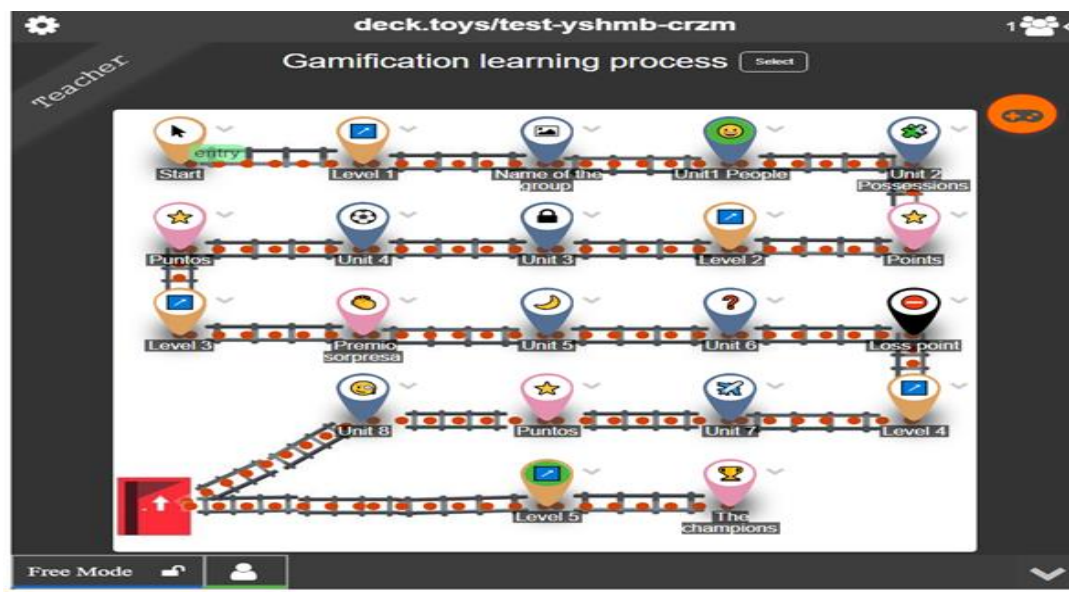 deck.toys/test-yshmb-crzm
1
Teacher
Gamification learning process
Select
entry
Start
Level 1
Name of the
group
Unit1 People
Unit 2
Possessions
Puntos
Unit 4
Unit 3
Level 2
Points
Level 3
Premio
sorpresa
Unit 5
Unit 6
Loss point
Unit 8
Puntos
Unit 7
Level 4
Level 5
The
champions
Free Mode